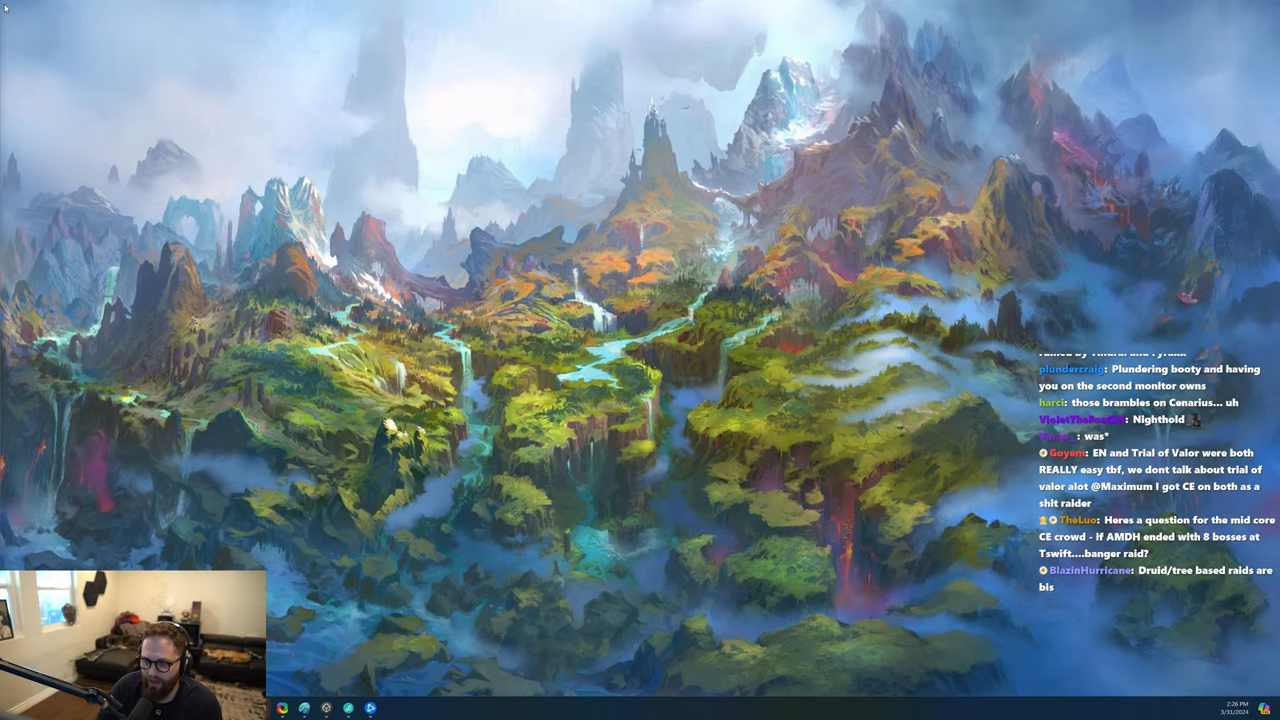 plundercraig: Plundering booty and having
you on the second monitor owns
harci: those brambles on Cenarius... uh
Nighthold
: was*
Goyem: EN and Trial of Valor were both
REALLY easy tbf, we dont talk about trial of
valor alot @Maximum I got CE on both as a
shit raider
TheLuo: Heres a question for the mid core
CE crowd - if AMDH ended with 8 bosses at
Tswift....banger raid?
BlazinHurricane: Druid/tree based raids are
bis
2:26 PM
3/31/2024